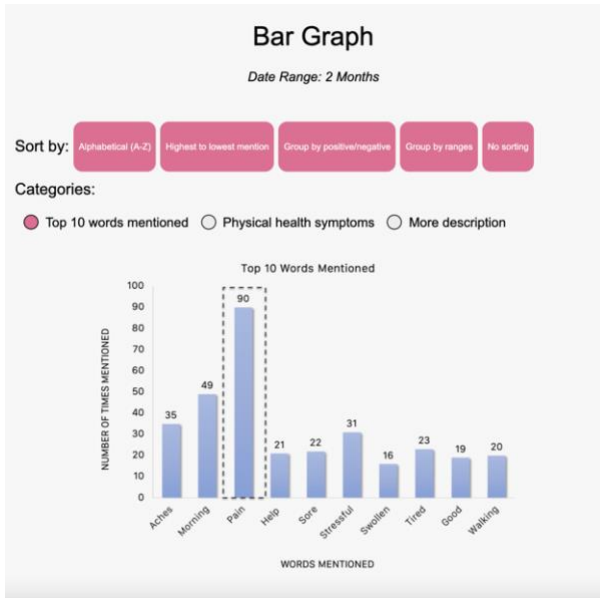 Bar Graph
Date Range: 2 Months
Sort by: Alphabetical (A-Z) Highest to lowest mention Group by positive/negative Group by ranges No sorting
Categories:
Top 10 words mentioned Physical health symptoms More description
Top 10 Words Mentioned
NUMBER OF TIMES MENTIONED
100
90
80
70
60
50
40
30
20
10
0
35 49 90 21 22 31 16 23 19 20
Aches Morning Pain Help Sore Stressful Swollen Tired Good Walking
WORDS MENTIONED